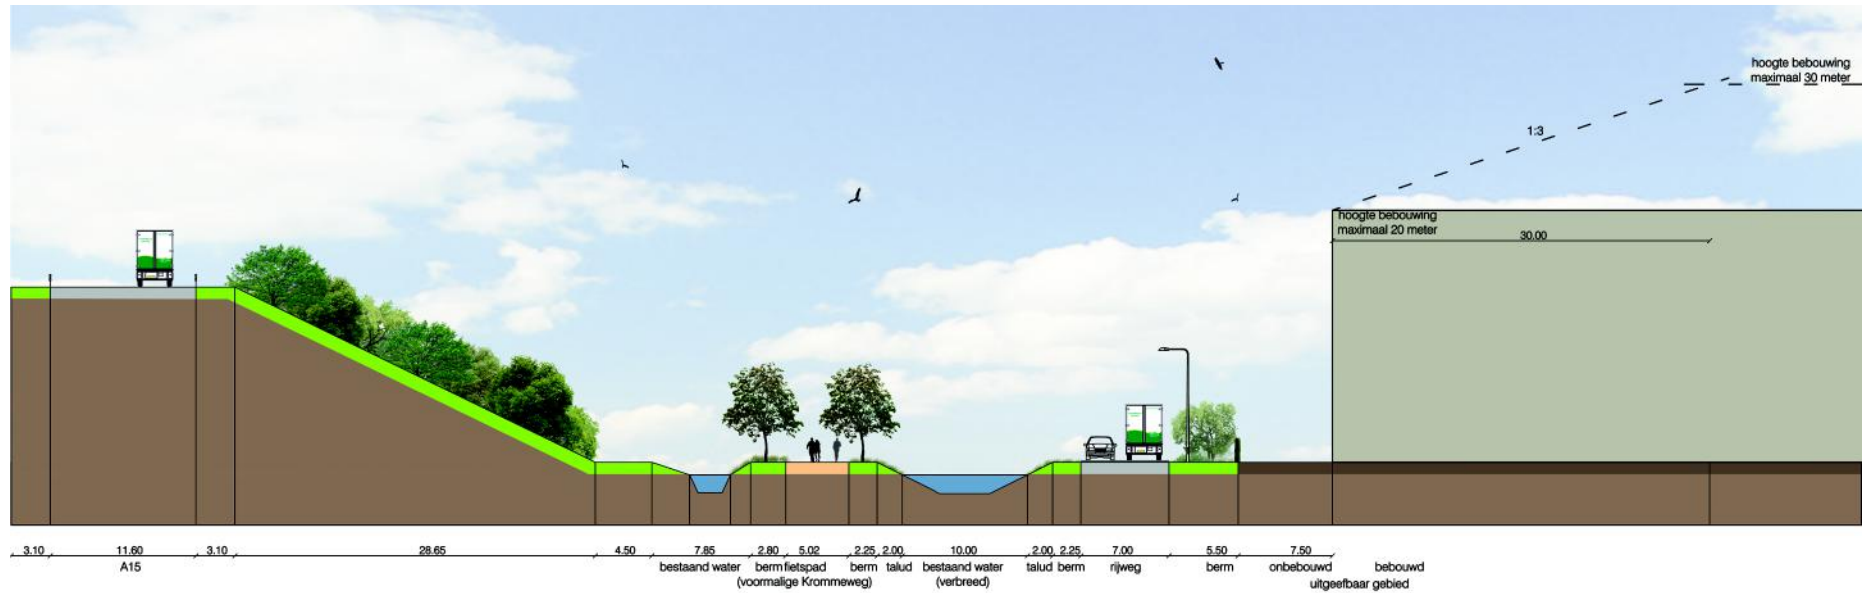 hoogte bebouwing
maximaal 30 meter
1:3
hoogte bebouwing
maximaal 20 meter
30.00
3.10 11.60 3.10 28.65 4.50 7.85 2.80 5.02 2.25 2.00 10.00 2.00 2.25 7.00 5.50 7.50
A15 bestaand water berm fietspad berm talud bestaand water talud berm rijweg berm onbebouwd bebouwd
(voormalige Krommeweg) (verbreed) uitgeefbaar gebied